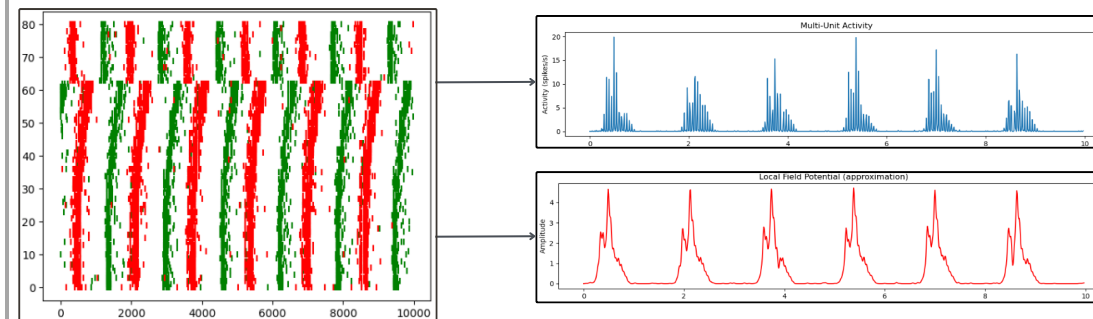 80
70
60
50
40
30
20
10
0
0 2000 4000 6000 8000 10000
Multi-Unit Activity
Activity (spikes/s)
20
15
10
5
0
0 2 4 6 8 10
Local Field Potential (approximation)
Amplitude
4
3
2
1
0
0 2 4 6 8 10